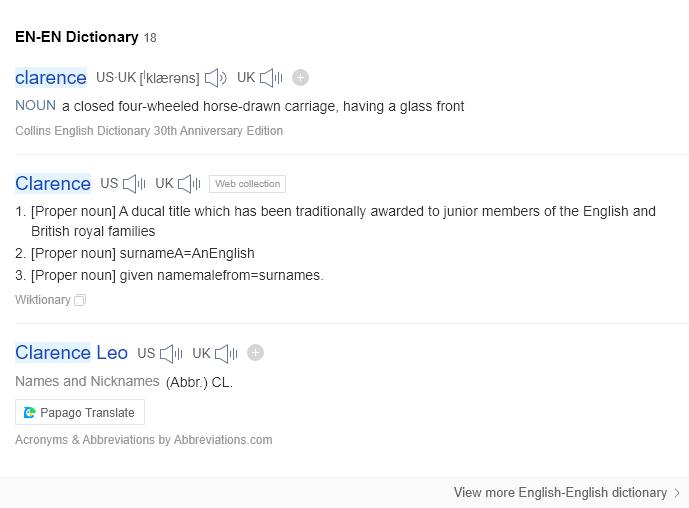 EN-EN Dictionary 18
clarence US·UK [ˈklærəns] UK
NOUN a closed four-wheeled horse-drawn carriage, having a glass front
Collins English Dictionary 30th Anniversary Edition
Clarence US UK Web collection
1. [Proper noun] A ducal title which has been traditionally awarded to junior members of the English and
British royal families
2. [Proper noun] surnameA=AnEnglish
3. [Proper noun] given namemalefrom=surnames.
Wiktionary
Clarence Leo US UK
Names and Nicknames (Abbr.) CL.
Papago Translate
Acronyms & Abbreviations by Abbreviations.com
View more English-English dictionary